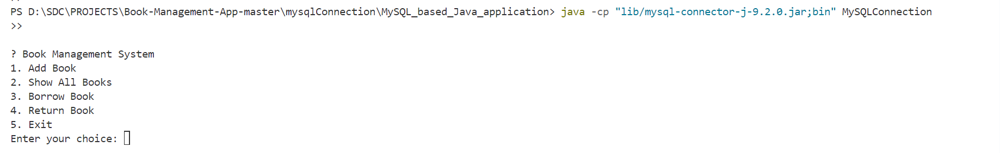 PS D:\SDC\PROJECTS\Book-Management-App-master\mysqlConnection\MySQL_based_Java_application> java -cp "lib/mysql-connector-j-9.2.0.jar;bin" MySQLConnection
>>
? Book Management System
1. Add Book
2. Show All Books
3. Borrow Book
4. Return Book
5. Exit
Enter your choice: